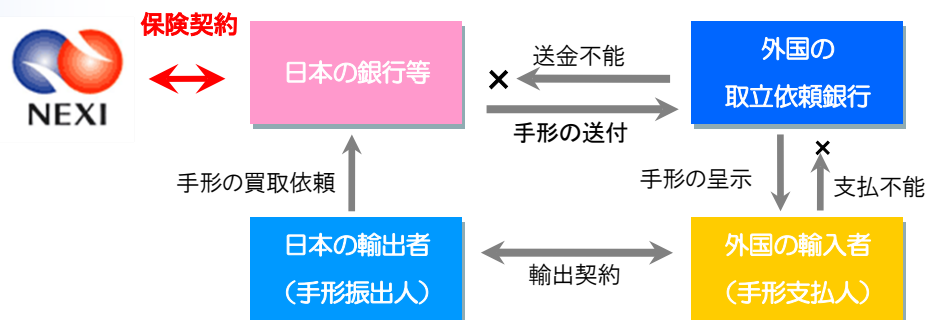 保険契約
NEXI
日本の銀行等
送金不能
×
手形の送付
外国の
取立依頼銀行
手形の買取依頼
手形の呈示
×
支払不能
日本の輸出者
（手形振出人）
輸出契約
外国の輸入者
（手形支払人）